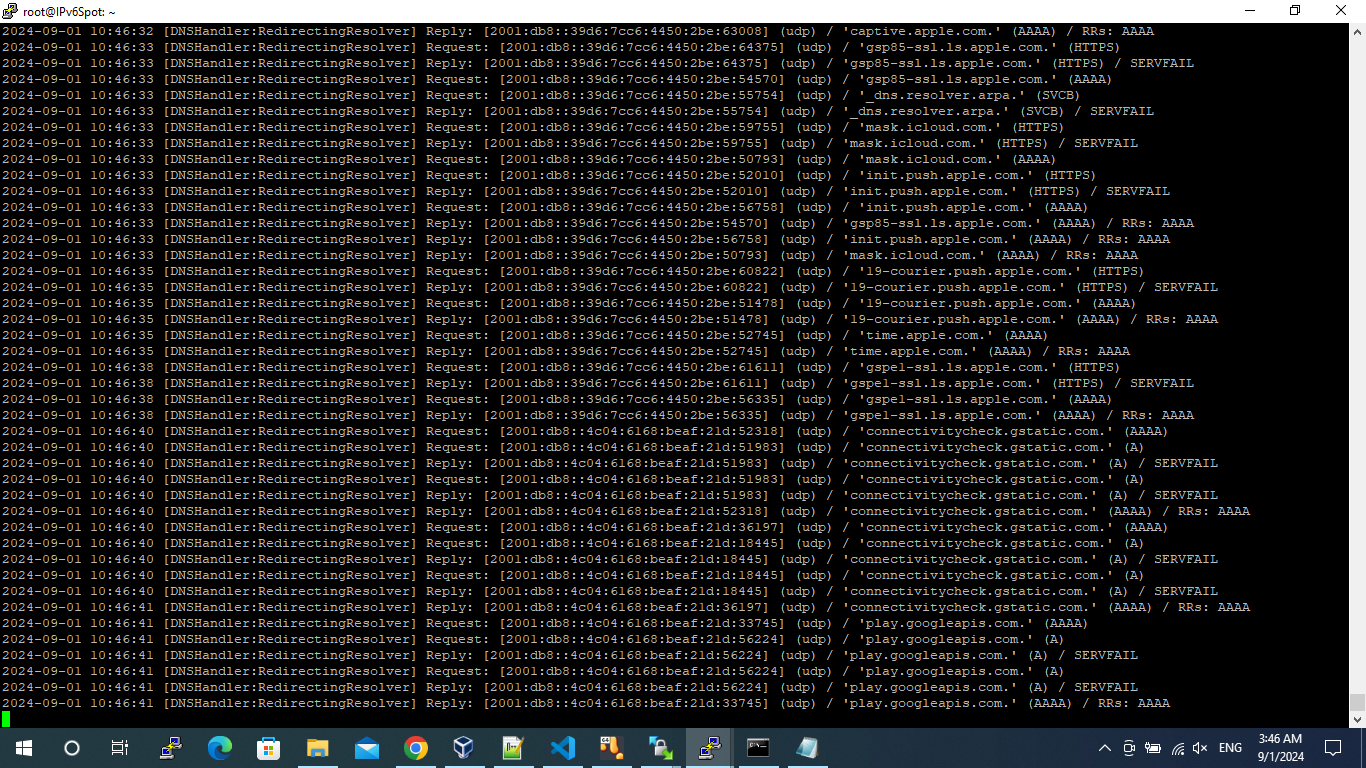 root@IPv6Spot: ~
2024-09-01 10:46:32 [DNSHandler:RedirectingResolver] Reply: [2001:db8::39d6:7cc6:4450:2be:63008] (udp) / 'captive.apple.com.' (AAAA) / RRs: AAAA
2024-09-01 10:46:33 [DNSHandler:RedirectingResolver] Request: [2001:db8::39d6:7cc6:4450:2be:64375] (udp) / 'gsp85-ssl.ls.apple.com.' (HTTPS)
2024-09-01 10:46:33 [DNSHandler:RedirectingResolver] Reply: [2001:db8::39d6:7cc6:4450:2be:64375] (udp) / 'gsp85-ssl.ls.apple.com.' (HTTPS) / SERVFAIL
2024-09-01 10:46:33 [DNSHandler:RedirectingResolver] Request: [2001:db8::39d6:7cc6:4450:2be:54570] (udp) / 'gsp85-ssl.ls.apple.com.' (AAAA)
2024-09-01 10:46:33 [DNSHandler:RedirectingResolver] Request: [2001:db8::39d6:7cc6:4450:2be:55754] (udp) / '_dns.resolver.arpa.' (SVCB)
2024-09-01 10:46:33 [DNSHandler:RedirectingResolver] Reply: [2001:db8::39d6:7cc6:4450:2be:55754] (udp) / '_dns.resolver.arpa.' (SVCB) / SERVFAIL
2024-09-01 10:46:33 [DNSHandler:RedirectingResolver] Request: [2001:db8::39d6:7cc6:4450:2be:59755] (udp) / 'mask.icloud.com.' (HTTPS)
2024-09-01 10:46:33 [DNSHandler:RedirectingResolver] Reply: [2001:db8::39d6:7cc6:4450:2be:59755] (udp) / 'mask.icloud.com.' (HTTPS) / SERVFAIL
2024-09-01 10:46:33 [DNSHandler:RedirectingResolver] Request: [2001:db8::39d6:7cc6:4450:2be:50793] (udp) / 'mask.icloud.com.' (AAAA)
2024-09-01 10:46:33 [DNSHandler:RedirectingResolver] Request: [2001:db8::39d6:7cc6:4450:2be:52010] (udp) / 'init.push.apple.com.' (HTTPS)
2024-09-01 10:46:33 [DNSHandler:RedirectingResolver] Reply: [2001:db8::39d6:7cc6:4450:2be:52010] (udp) / 'init.push.apple.com.' (HTTPS) / SERVFAIL
2024-09-01 10:46:33 [DNSHandler:RedirectingResolver] Request: [2001:db8::39d6:7cc6:4450:2be:56758] (udp) / 'init.push.apple.com.' (AAAA)
2024-09-01 10:46:33 [DNSHandler:RedirectingResolver] Reply: [2001:db8::39d6:7cc6:4450:2be:54570] (udp) / 'gsp85-ssl.ls.apple.com.' (AAAA) / RRs: AAAA
2024-09-01 10:46:33 [DNSHandler:RedirectingResolver] Reply: [2001:db8::39d6:7cc6:4450:2be:56758] (udp) / 'init.push.apple.com.' (AAAA) / RRs: AAAA
2024-09-01 10:46:33 [DNSHandler:RedirectingResolver] Reply: [2001:db8::39d6:7cc6:4450:2be:50793] (udp) / 'mask.icloud.com.' (AAAA) / RRs: AAAA
2024-09-01 10:46:35 [DNSHandler:RedirectingResolver] Request: [2001:db8::39d6:7cc6:4450:2be:60822] (udp) / '19-courier.push.apple.com.' (HTTPS)
2024-09-01 10:46:35 [DNSHandler:RedirectingResolver] Reply: [2001:db8::39d6:7cc6:4450:2be:60822] (udp) / '19-courier.push.apple.com.' (HTTPS) / SERVFAIL
2024-09-01 10:46:35 [DNSHandler:RedirectingResolver] Request: [2001:db8::39d6:7cc6:4450:2be:51478] (udp) / '19-courier.push.apple.com.' (AAAA)
2024-09-01 10:46:35 [DNSHandler:RedirectingResolver] Reply: [2001:db8::39d6:7cc6:4450:2be:51478] (udp) / '19-courier.push.apple.com.' (AAAA) / RRs: AAAA
2024-09-01 10:46:35 [DNSHandler:RedirectingResolver] Request: [2001:db8::39d6:7cc6:4450:2be:52745] (udp) / 'time.apple.com.' (AAAA)
2024-09-01 10:46:35 [DNSHandler:RedirectingResolver] Reply: [2001:db8::39d6:7cc6:4450:2be:52745] (udp) / 'time.apple.com.' (AAAA) / RRs: AAAA
2024-09-01 10:46:38 [DNSHandler:RedirectingResolver] Request: [2001:db8::39d6:7cc6:4450:2be:61611] (udp) / 'gspe1-ssl.ls.apple.com.' (HTTPS)
2024-09-01 10:46:38 [DNSHandler:RedirectingResolver] Reply: [2001:db8::39d6:7cc6:4450:2be:61611] (udp) / 'gspe1-ssl.ls.apple.com.' (HTTPS) / SERVFAIL
2024-09-01 10:46:38 [DNSHandler:RedirectingResolver] Request: [2001:db8::39d6:7cc6:4450:2be:56335] (udp) / 'gspe1-ssl.ls.apple.com.' (AAAA)
2024-09-01 10:46:38 [DNSHandler:RedirectingResolver] Reply: [2001:db8::39d6:7cc6:4450:2be:56335] (udp) / 'gspe1-ssl.ls.apple.com.' (AAAA) / RRs: AAAA
2024-09-01 10:46:40 [DNSHandler:RedirectingResolver] Request: [2001:db8::4c04:6168:beaf:21d:52318] (udp) / 'connectivitycheck.gstatic.com.' (AAAA)
2024-09-01 10:46:40 [DNSHandler:RedirectingResolver] Request: [2001:db8::4c04:6168:beaf:21d:51983] (udp) / 'connectivitycheck.gstatic.com.' (A)
2024-09-01 10:46:40 [DNSHandler:RedirectingResolver] Reply: [2001:db8::4c04:6168:beaf:21d:51983] (udp) / 'connectivitycheck.gstatic.com.' (A) / SERVFAIL
2024-09-01 10:46:40 [DNSHandler:RedirectingResolver] Request: [2001:db8::4c04:6168:beaf:21d:51983] (udp) / 'connectivitycheck.gstatic.com.' (A)
2024-09-01 10:46:40 [DNSHandler:RedirectingResolver] Reply: [2001:db8::4c04:6168:beaf:21d:51983] (udp) / 'connectivitycheck.gstatic.com.' (A) / SERVFAIL
2024-09-01 10:46:40 [DNSHandler:RedirectingResolver] Reply: [2001:db8::4c04:6168:beaf:21d:52318] (udp) / 'connectivitycheck.gstatic.com.' (AAAA) / RRs: AAAA
2024-09-01 10:46:40 [DNSHandler:RedirectingResolver] Request: [2001:db8::4c04:6168:beaf:21d:36197] (udp) / 'connectivitycheck.gstatic.com.' (AAAA)
2024-09-01 10:46:40 [DNSHandler:RedirectingResolver] Request: [2001:db8::4c04:6168:beaf:21d:18445] (udp) / 'connectivitycheck.gstatic.com.' (A)
2024-09-01 10:46:40 [DNSHandler:RedirectingResolver] Reply: [2001:db8::4c04:6168:beaf:21d:18445] (udp) / 'connectivitycheck.gstatic.com.' (A) / SERVFAIL
2024-09-01 10:46:40 [DNSHandler:RedirectingResolver] Request: [2001:db8::4c04:6168:beaf:21d:18445] (udp) / 'connectivitycheck.gstatic.com.' (A)
2024-09-01 10:46:40 [DNSHandler:RedirectingResolver] Reply: [2001:db8::4c04:6168:beaf:21d:18445] (udp) / 'connectivitycheck.gstatic.com.' (A) / SERVFAIL
2024-09-01 10:46:41 [DNSHandler:RedirectingResolver] Reply: [2001:db8::4c04:6168:beaf:21d:36197] (udp) / 'connectivitycheck.gstatic.com.' (AAAA) / RRs: AAAA
2024-09-01 10:46:41 [DNSHandler:RedirectingResolver] Request: [2001:db8::4c04:6168:beaf:21d:33745] (udp) / 'play.googleapis.com.' (AAAA)
2024-09-01 10:46:41 [DNSHandler:RedirectingResolver] Request: [2001:db8::4c04:6168:beaf:21d:56224] (udp) / 'play.googleapis.com.' (A)
2024-09-01 10:46:41 [DNSHandler:RedirectingResolver] Reply: [2001:db8::4c04:6168:beaf:21d:56224] (udp) / 'play.googleapis.com.' (A) / SERVFAIL
2024-09-01 10:46:41 [DNSHandler:RedirectingResolver] Request: [2001:db8::4c04:6168:beaf:21d:56224] (udp) / 'play.googleapis.com.' (A)
2024-09-01 10:46:41 [DNSHandler:RedirectingResolver] Reply: [2001:db8::4c04:6168:beaf:21d:56224] (udp) / 'play.googleapis.com.' (A) / SERVFAIL
2024-09-01 10:46:41 [DNSHandler:RedirectingResolver] Reply: [2001:db8::4c04:6168:beaf:21d:33745] (udp) / 'play.googleapis.com.' (AAAA) / RRs: AAAA
ENG
3:46 AM
9/1/2024